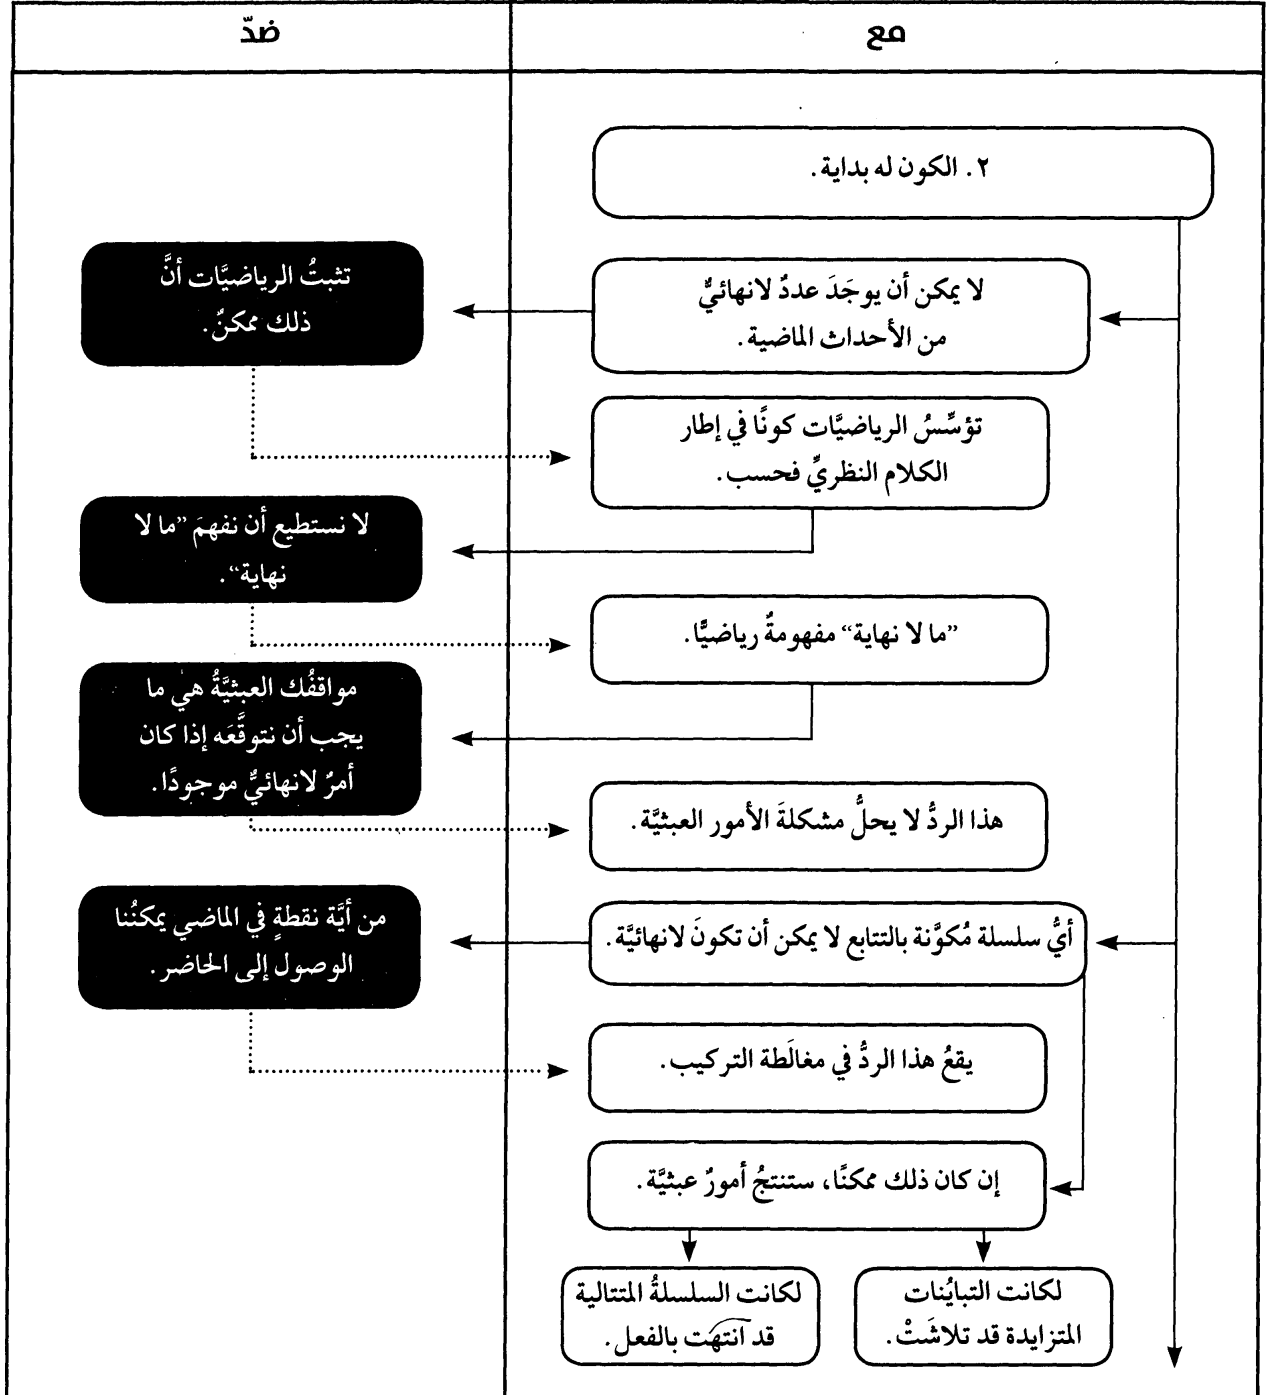 مع
ضدّ
٢. الكون له بداية.
لا يمكن أن يوجَدَ عددٌ لانهائيٌّ
من الأحداث الماضية.
تثبتُ الرياضيَّات أنَّ
ذلك ممكنٌ.
تؤسِّسُ الرياضيَّات كونًا في إطار
الكلام النظريِّ فحسب.
لا نستطيع أن نفهمَ ”ما لا
نهاية“.
”ما لا نهاية“ مفهومةٌ رياضيًّا.
مواقفُك العبثيَّةُ هي ما
يجب أن نتوقَّعَه إذا كان
أمرٌ لانهائيٌّ موجودًا.
هذا الردُّ لا يحلُّ مشكلةَ الأمور العبثيَّة.
أيُّ سلسلة مُكوَّنة بالتتابع لا يمكن أن تكونَ لانهائيَّة.
من أيَّة نقطةٍ في الماضي يمكنُنا
الوصول إلى الحاضر.
يقعُ هذا الردُّ في مغالَطة التركيب.
إن كان ذلك ممكنًا، ستنتجُ أمورٌ عبثيَّة.
لكانت التبايُنات
المتزايدة قد تلاشَتْ.
لكانت السلسلةُ المتتالية
قد انتهَت بالفعل.